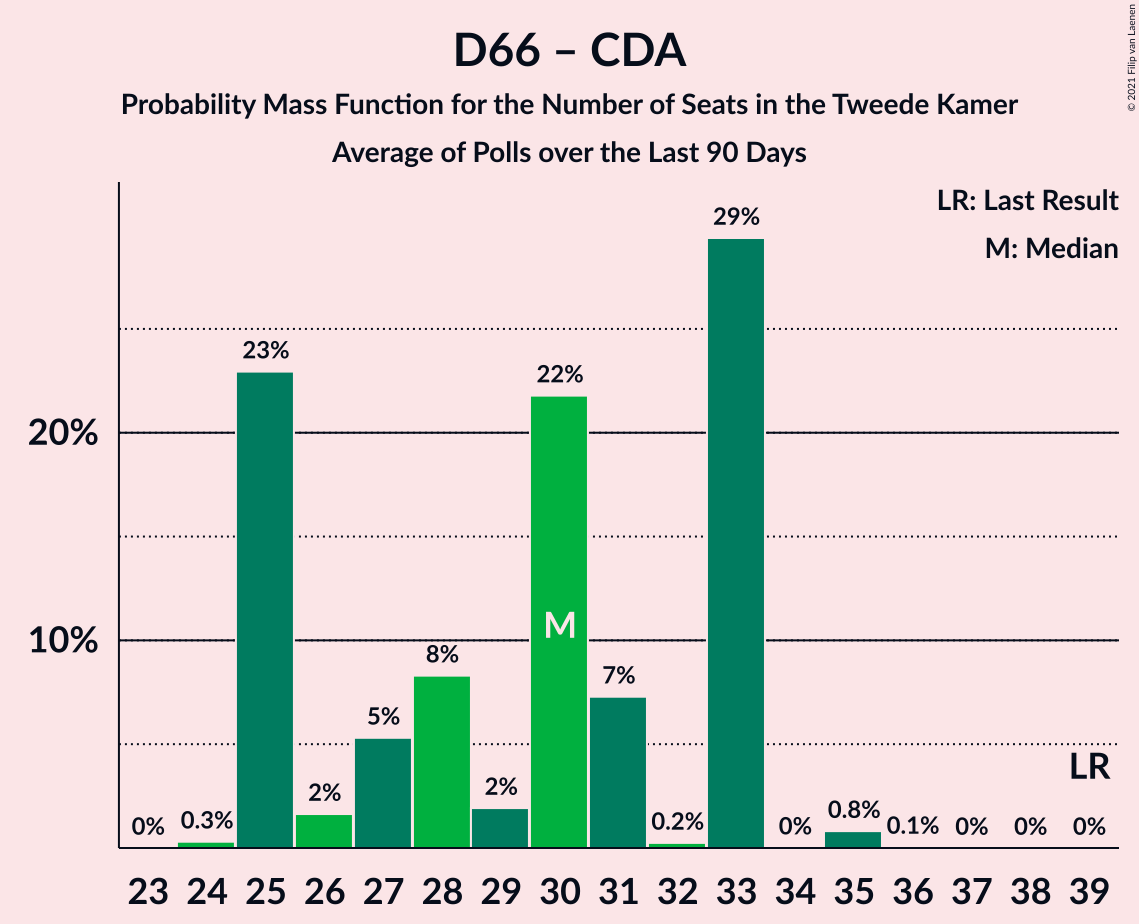 D66 – CDA
Probability Mass Function for the Number of Seats in the Tweede Kamer
Average of Polls over the Last 90 Days
© 2021 Filip van Laenen
LR: Last Result
M: Median
29%
23%
22%
20%
M
10%
8%
7%
5%
LR
2%
2%
0%
0.3%
0.2%
0%
0.8%
0.1%
0%
0%
0%
23 24 25 26 27 28 29 30 31 32 33 34 35 36 37 38 39